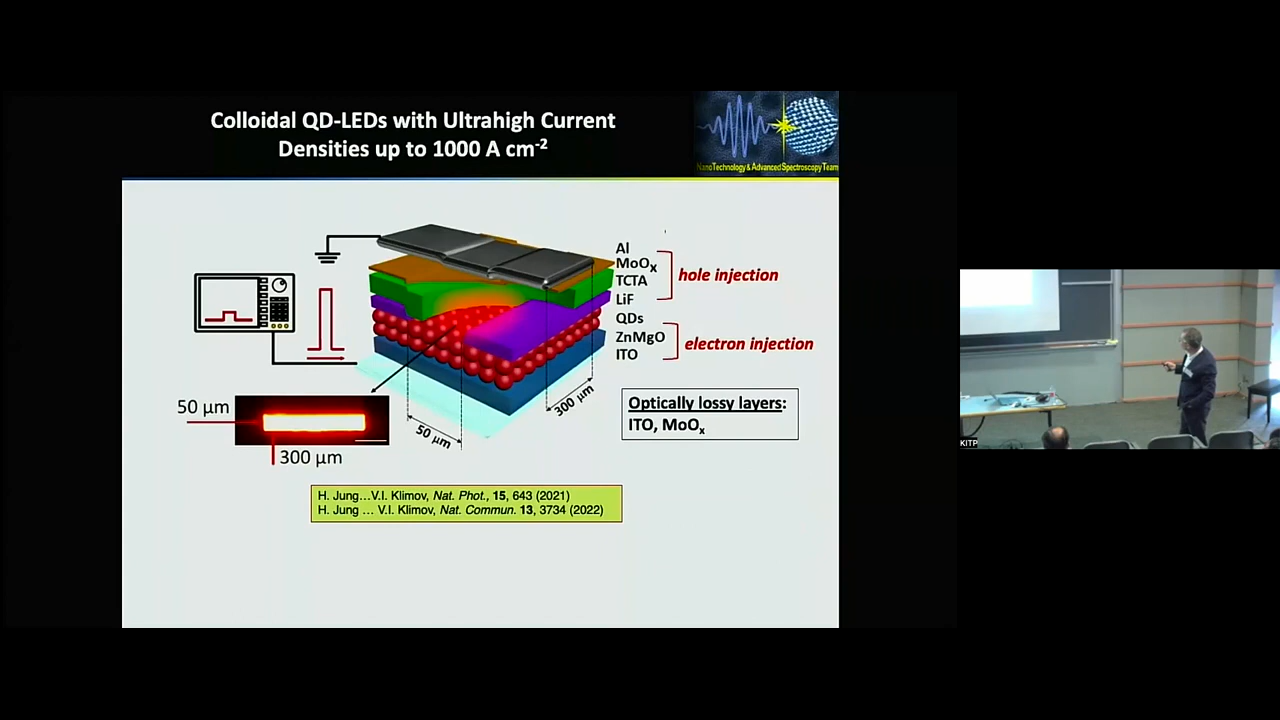 Colloidal QD-LEDs with Ultrahigh Current
Densities up to 1000 A cm-2
NanoTechnology & Advanced Spectroscopy Team
Al
MoOx
TCTA
LiF
QDs
ZnMgO
ITO
hole injection
electron injection
50 μm
300 μm
50 μm
300 μm
Optically lossy layers:
ITO, MoOx
H. Jung...V.I. Klimov, Nat. Phot., 15, 643 (2021)
H. Jung ... V.I. Klimov, Nat. Commun. 13, 3734 (2022)
KITP